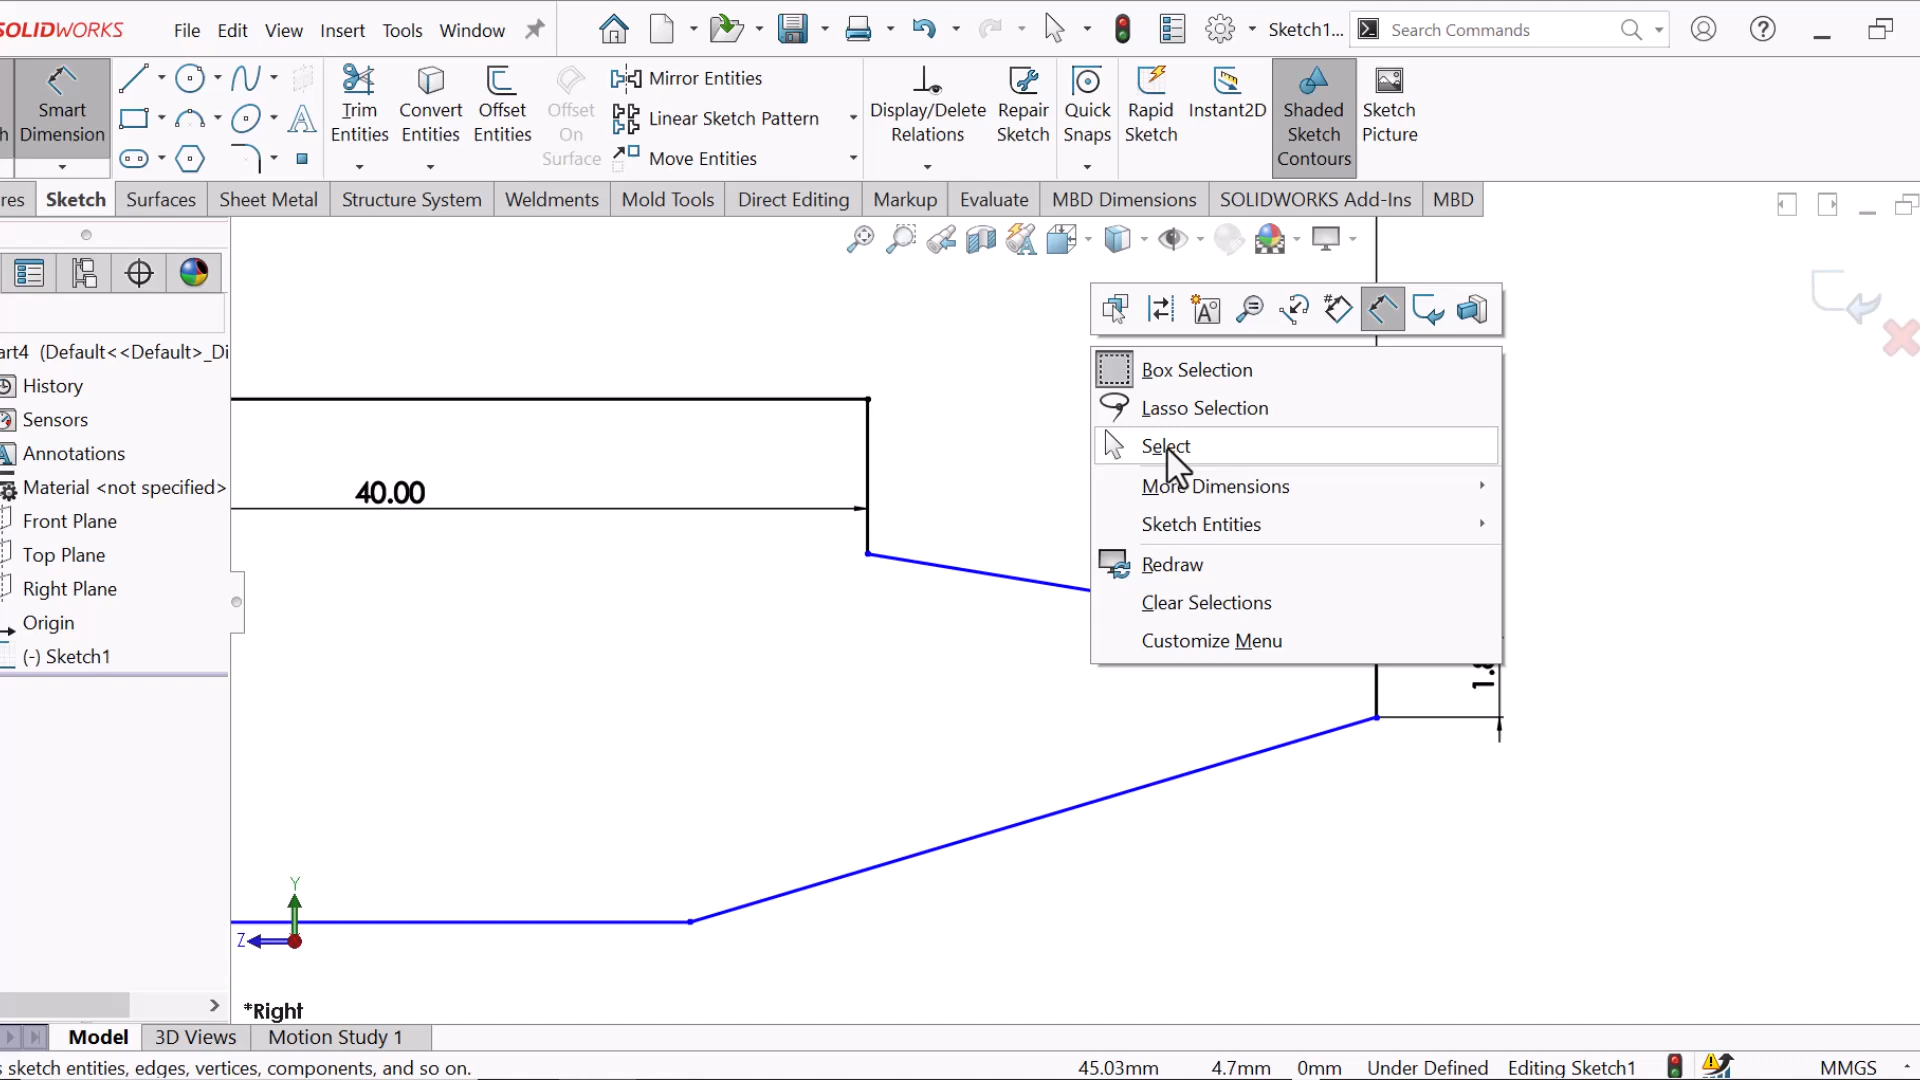 SOLIDWORKS File Edit View Insert Tools Window Sketch1... Search Commands
Smart Dimension
Trim Entities
Convert Entities
Offset Entities
Offset On Surface
Mirror Entities
Linear Sketch Pattern
Move Entities
Display/Delete Relations
Repair Sketch
Quick Snaps
Rapid Sketch
Instant2D
Shaded Sketch Contours
Sketch Picture
res Sketch Surfaces Sheet Metal Structure System Weldments Mold Tools Direct Editing Markup Evaluate MBD Dimensions SOLIDWORKS Add-Ins MBD
art4 (Default<<Default>_Di
History
Sensors
Annotations
Material <not specified>
Front Plane
Top Plane
Right Plane
Origin
(-) Sketch1
40.00
Box Selection
Lasso Selection
Select
More Dimensions
Sketch Entities
Redraw
Clear Selections
Customize Menu
Y
Z
*Right
Model 3D Views Motion Study 1
s sketch entities, edges, vertices, components, and so on. 45.03mm 4.7mm 0mm Under Defined Editing Sketch1 MMGS